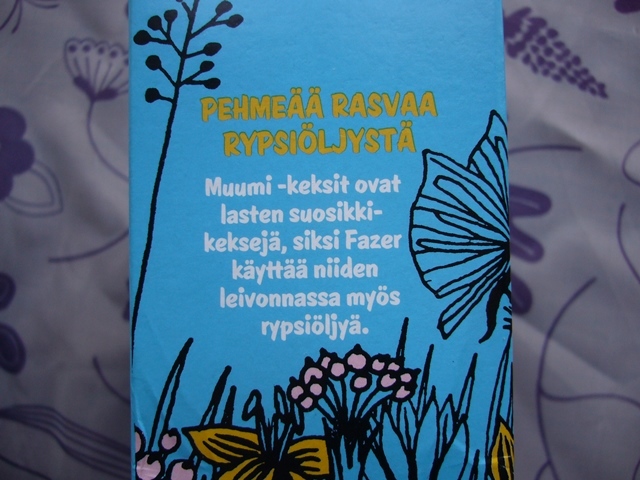 PEHMEÄÄ RASVAA
RYPSIÖLJYSTÄ
Muumi -keksit ovat
lasten suosikki-
keksejä, siksi Fazer
käyttää niiden
leivonnassa myös
rypsiöljyä.